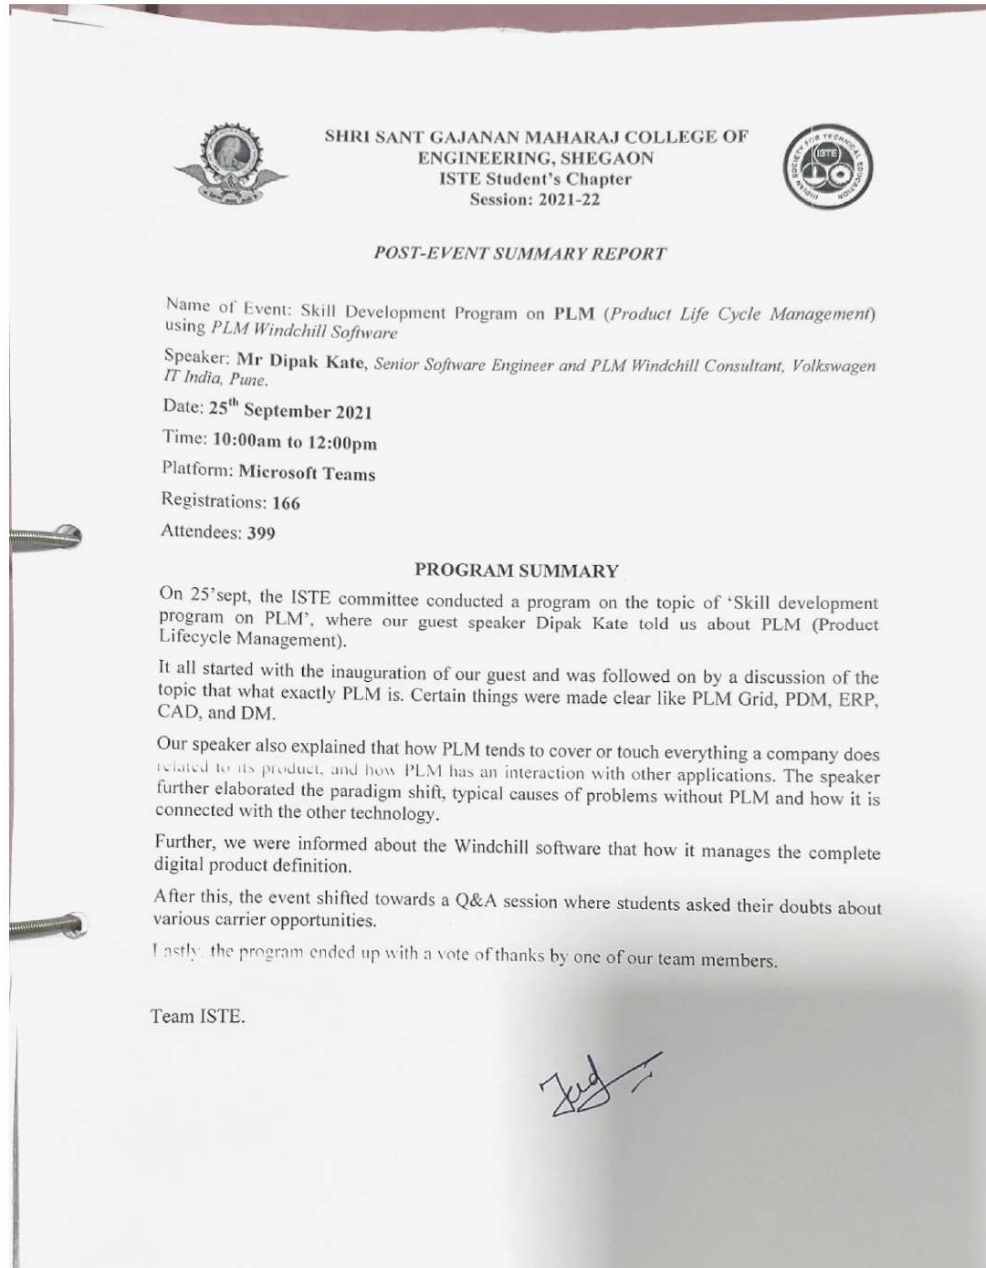 SHRI SANT GAJANAN MAHARAJ COLLEGE OF
ENGINEERING, SHEGAON
ISTE Student's Chapter
Session: 2021-22
INDIAN SOCIETY FOR TECHNICAL EDUCATION
ISTE
POST-EVENT SUMMARY REPORT
Name of Event: Skill Development Program on PLM (Product Life Cycle Management)
using PLM Windchill Software
Speaker: Mr Dipak Kate, Senior Software Engineer and PLM Windchill Consultant, Volkswagen
IT India, Pune.
Date: 25th September 2021
Time: 10:00am to 12:00pm
Platform: Microsoft Teams
Registrations: 166
Attendees: 399
PROGRAM SUMMARY
On 25'sept, the ISTE committee conducted a program on the topic of 'Skill development
program on PLM', where our guest speaker Dipak Kate told us about PLM (Product
Lifecycle Management).
It all started with the inauguration of our guest and was followed on by a discussion of the
topic that what exactly PLM is. Certain things were made clear like PLM Grid, PDM, ERP,
CAD, and DM.
Our speaker also explained that how PLM tends to cover or touch everything a company does
related to its product, and how PLM has an interaction with other applications. The speaker
further elaborated the paradigm shift, typical causes of problems without PLM and how it is
connected with the other technology.
Further, we were informed about the Windchill software that how it manages the complete
digital product definition.
After this, the event shifted towards a Q&A session where students asked their doubts about
various carrier opportunities.
Lastly, the program ended up with a vote of thanks by one of our team members.
Team ISTE.